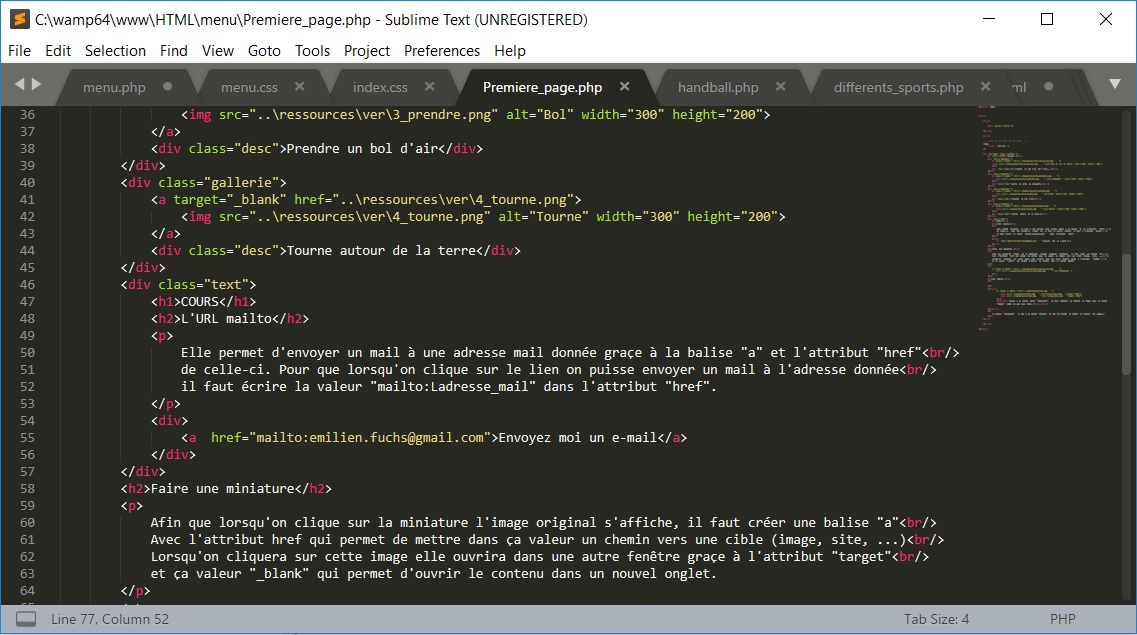 C:\wamp64\www\HTML\menu\Premiere_page.php - Sublime Text (UNREGISTERED)
File Edit Selection Find View Goto Tools Project Preferences Help
menu.php menu.css index.css Premiere_page.php handball.php differents_sports.php ml
36 <img src="..\ressources\ver\3_prendre.png" alt="Bol" width="300" height="200">
37 </a>
38 <div class="desc">Prendre un bol d'air</div>
39 </div>
40 <div class="gallerie">
41 <a target="_blank" href="..\ressources\ver\4_tourne.png">
42 <img src="..\ressources\ver\4_tourne.png" alt="Tourne" width="300" height="200">
43 </a>
44 <div class="desc">Tourne autour de la terre</div>
45 </div>
46 <div class="text">
47 <h1>COURS</h1>
48 <h2>L'URL mailto</h2>
49 <p>
50 Elle permet d'envoyer un mail à une adresse mail donnée graçe à la balise "a" et l'attribut "href"<br/>
51 de celle-ci. Pour que lorsqu'on clique sur le lien on puisse envoyer un mail à l'adresse donnée<br/>
52 il faut écrire la valeur "mailto:Ladresse_mail" dans l'attribut "href".
53 </p>
54 <div>
55 <a  href="mailto:emilien.fuchs@gmail.com">Envoyez moi un e-mail</a>
56 </div>
57 </div>
58 <h2>Faire une miniature</h2>
59 <p>
60 Afin que lorsqu'on clique sur la miniature l'image original s'affiche, il faut créer une balise "a"<br/>
61 Avec l'attribut href qui permet de mettre dans ça valeur un chemin vers une cible (image, site, ...)<br/>
62 Lorsqu'on cliquera sur cette image elle ouvrira dans une autre fenêtre graçe à l'attribut "target"<br/>
63 et ça valeur "_blank" qui permet d'ouvrir le contenu dans un nouvel onglet.
64 </p>
Line 77, Column 52 Tab Size: 4 PHP